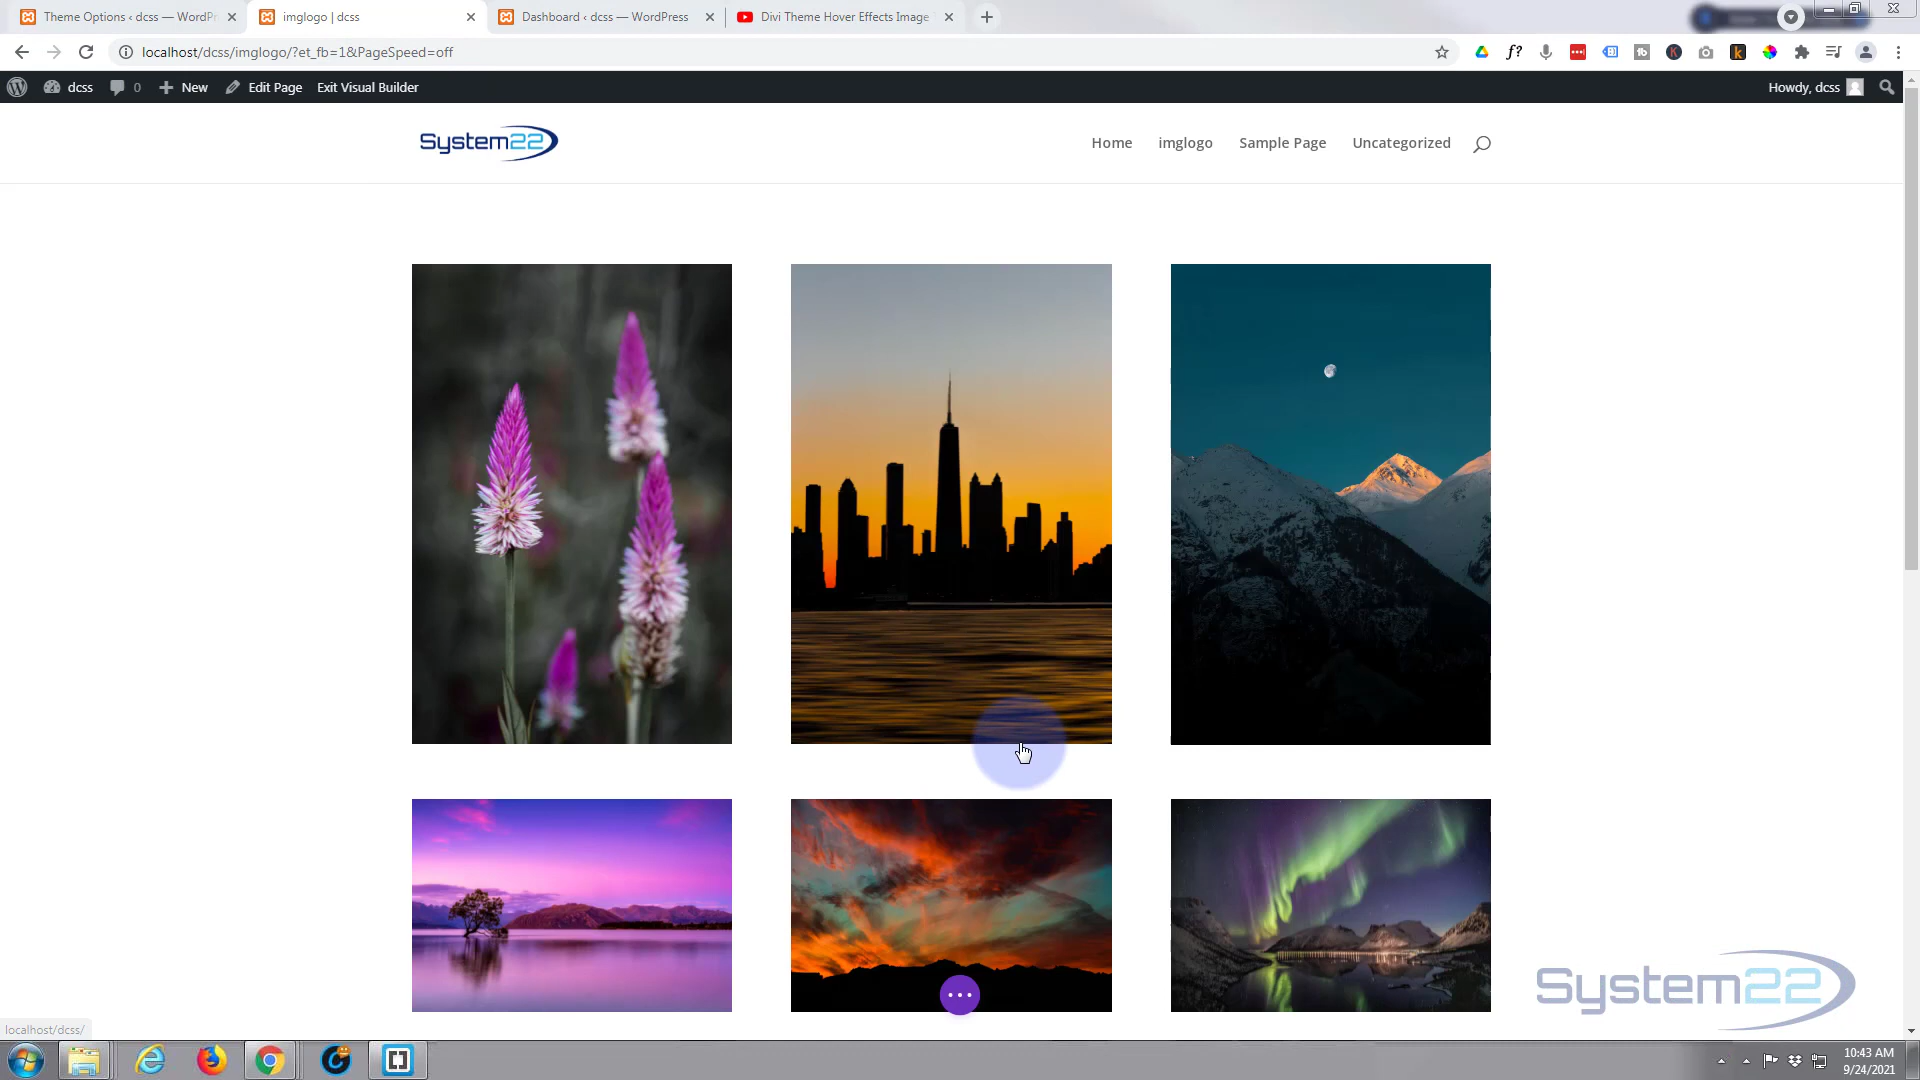 Theme Options ‹ dcss — WordPr
imglogo | dcss
Dashboard ‹ dcss — WordPress
Divi Theme Hover Effects Image
localhost/dcss/imglogo/?et_fb=1&PageSpeed=off
dcss
0
New
Edit Page
Exit Visual Builder
Howdy, dcss
System22
Home
imglogo
Sample Page
Uncategorized
System22
localhost/dcss/
10:43 AM
9/24/2021